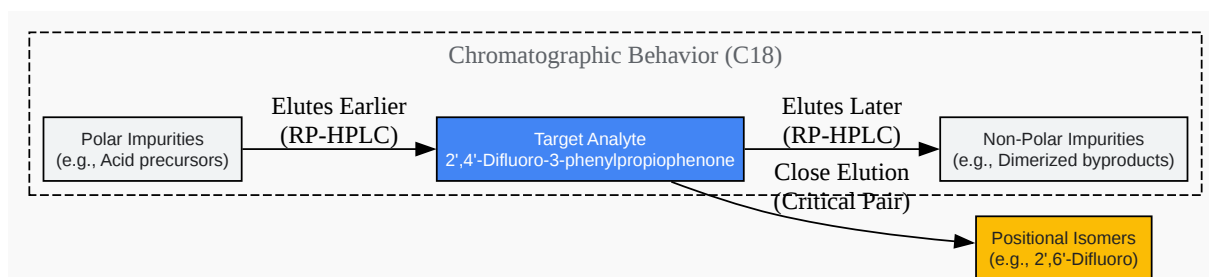 Chromatographic Behavior (C18)
Polar Impurities
(e.g., Acid precursors)
Elutes Earlier
(RP-HPLC)
Target Analyte
2',4'-Difluoro-3-phenylpropiophenone
Elutes Later
(RP-HPLC)
Non-Polar Impurities
(e.g., Dimerized byproducts)
Close Elution
(Critical Pair)
Positional Isomers
(e.g., 2',6'-Difluoro)